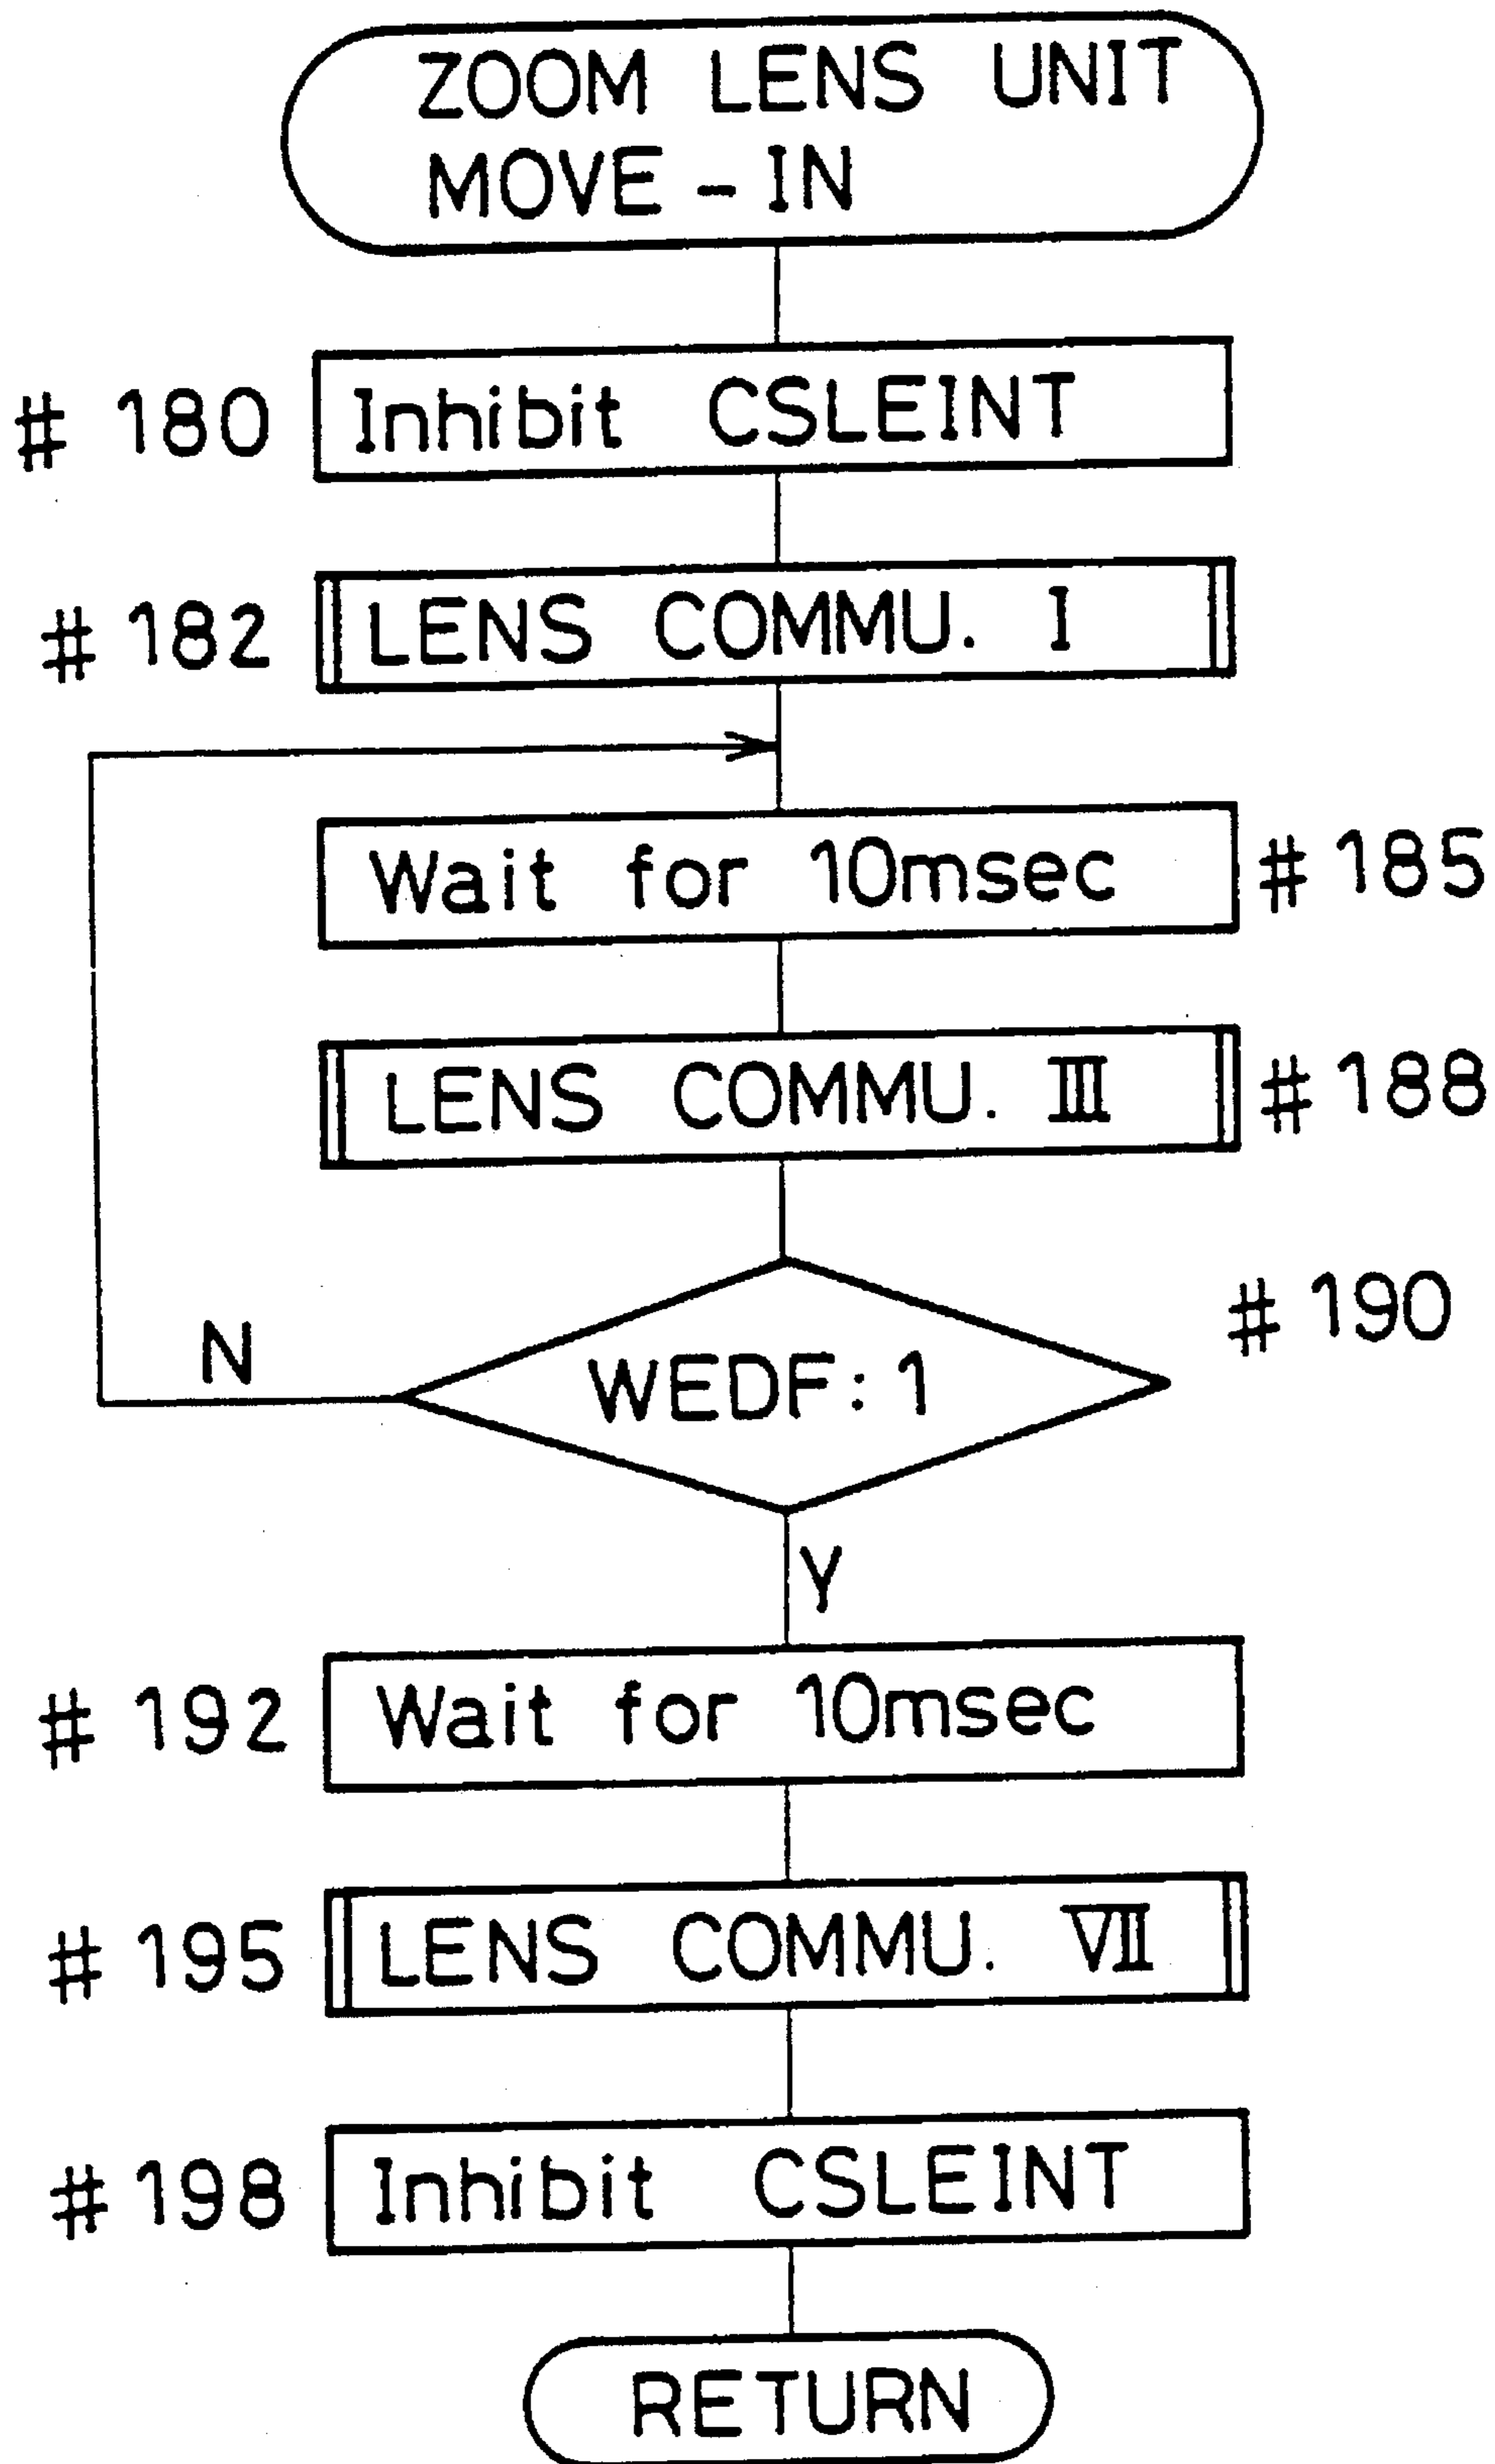 ZOOM LENS UNIT
MOVE-IN
# 180 Inhibit CSLEINT
# 182 LENS COMMU. I
Wait for 10msec # 185
LENS COMMU. III # 188
# 190
N WEDF: 1
Y
# 192 Wait for 10msec
# 195 LENS COMMU. VII
# 198 Inhibit CSLEINT
RETURN